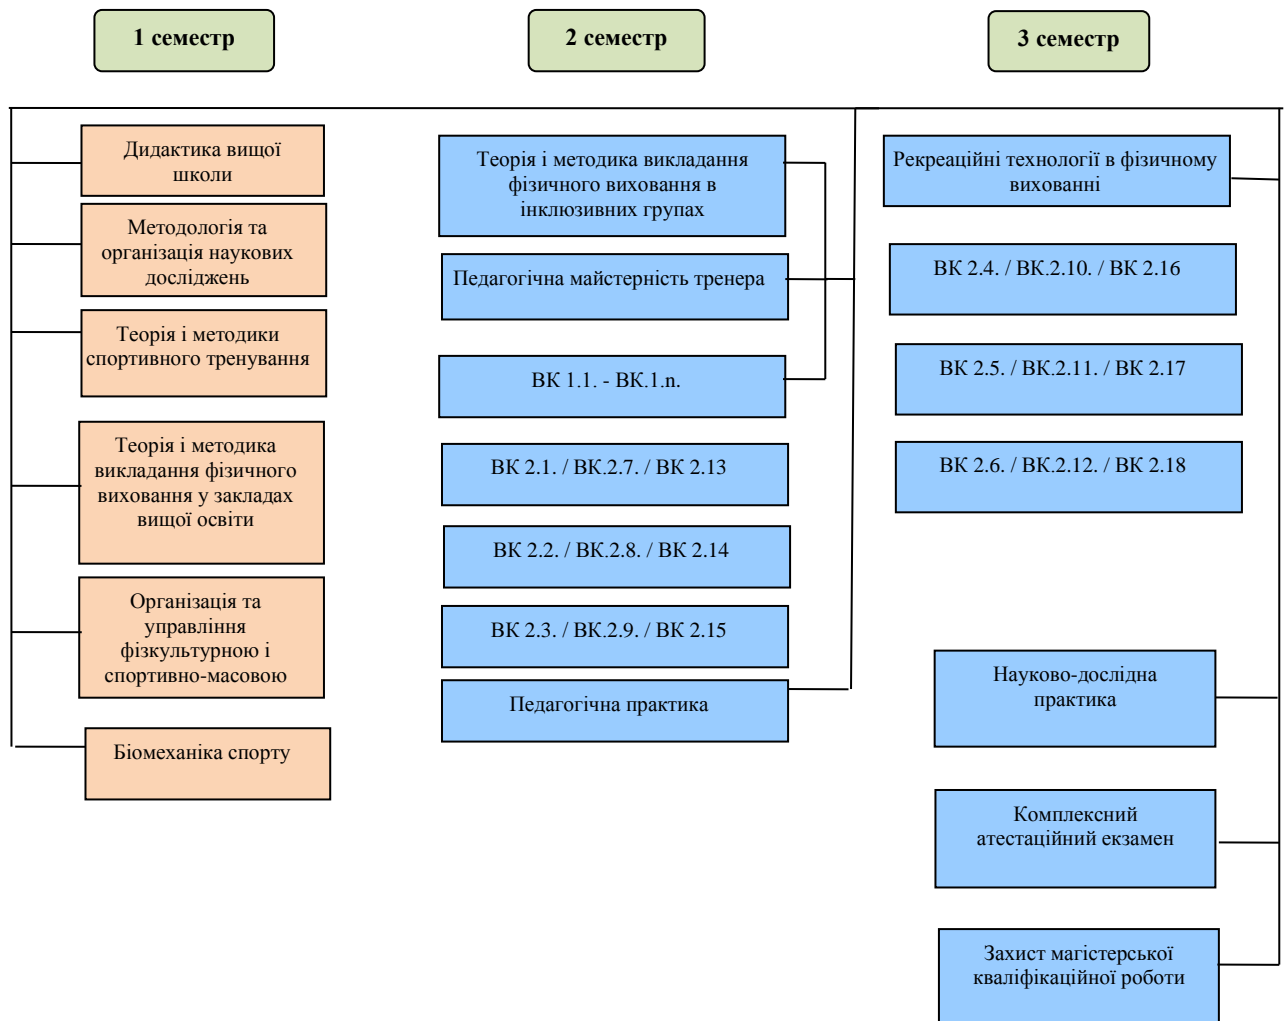 1 семестр
2 семестр
3 семестр
Дидактика вищої
школи
Методологія та
організація наукових
досліджень
Теорія і методики
спортивного тренування
Теорія і методика
викладання фізичного
виховання у закладах
вищої освіти
Організація та
управління
фізкультурною і
спортивно-масовою
Біомеханіка спорту
Теорія і методика викладання
фізичного виховання в
інклюзивних групах
Педагогічна майстерність тренера
ВК 1.1. - ВК.1.n.
ВК 2.1. / ВК.2.7. / ВК 2.13
ВК 2.2. / ВК.2.8. / ВК 2.14
ВК 2.3. / ВК.2.9. / ВК 2.15
Педагогічна практика
Рекреаційні технології в фізичному
вихованні
ВК 2.4. / ВК.2.10. / ВК 2.16
ВК 2.5. / ВК.2.11. / ВК 2.17
ВК 2.6. / ВК.2.12. / ВК 2.18
Науково-дослідна
практика
Комплексний
атестаційний екзамен
Захист магістерської
кваліфікаційної роботи